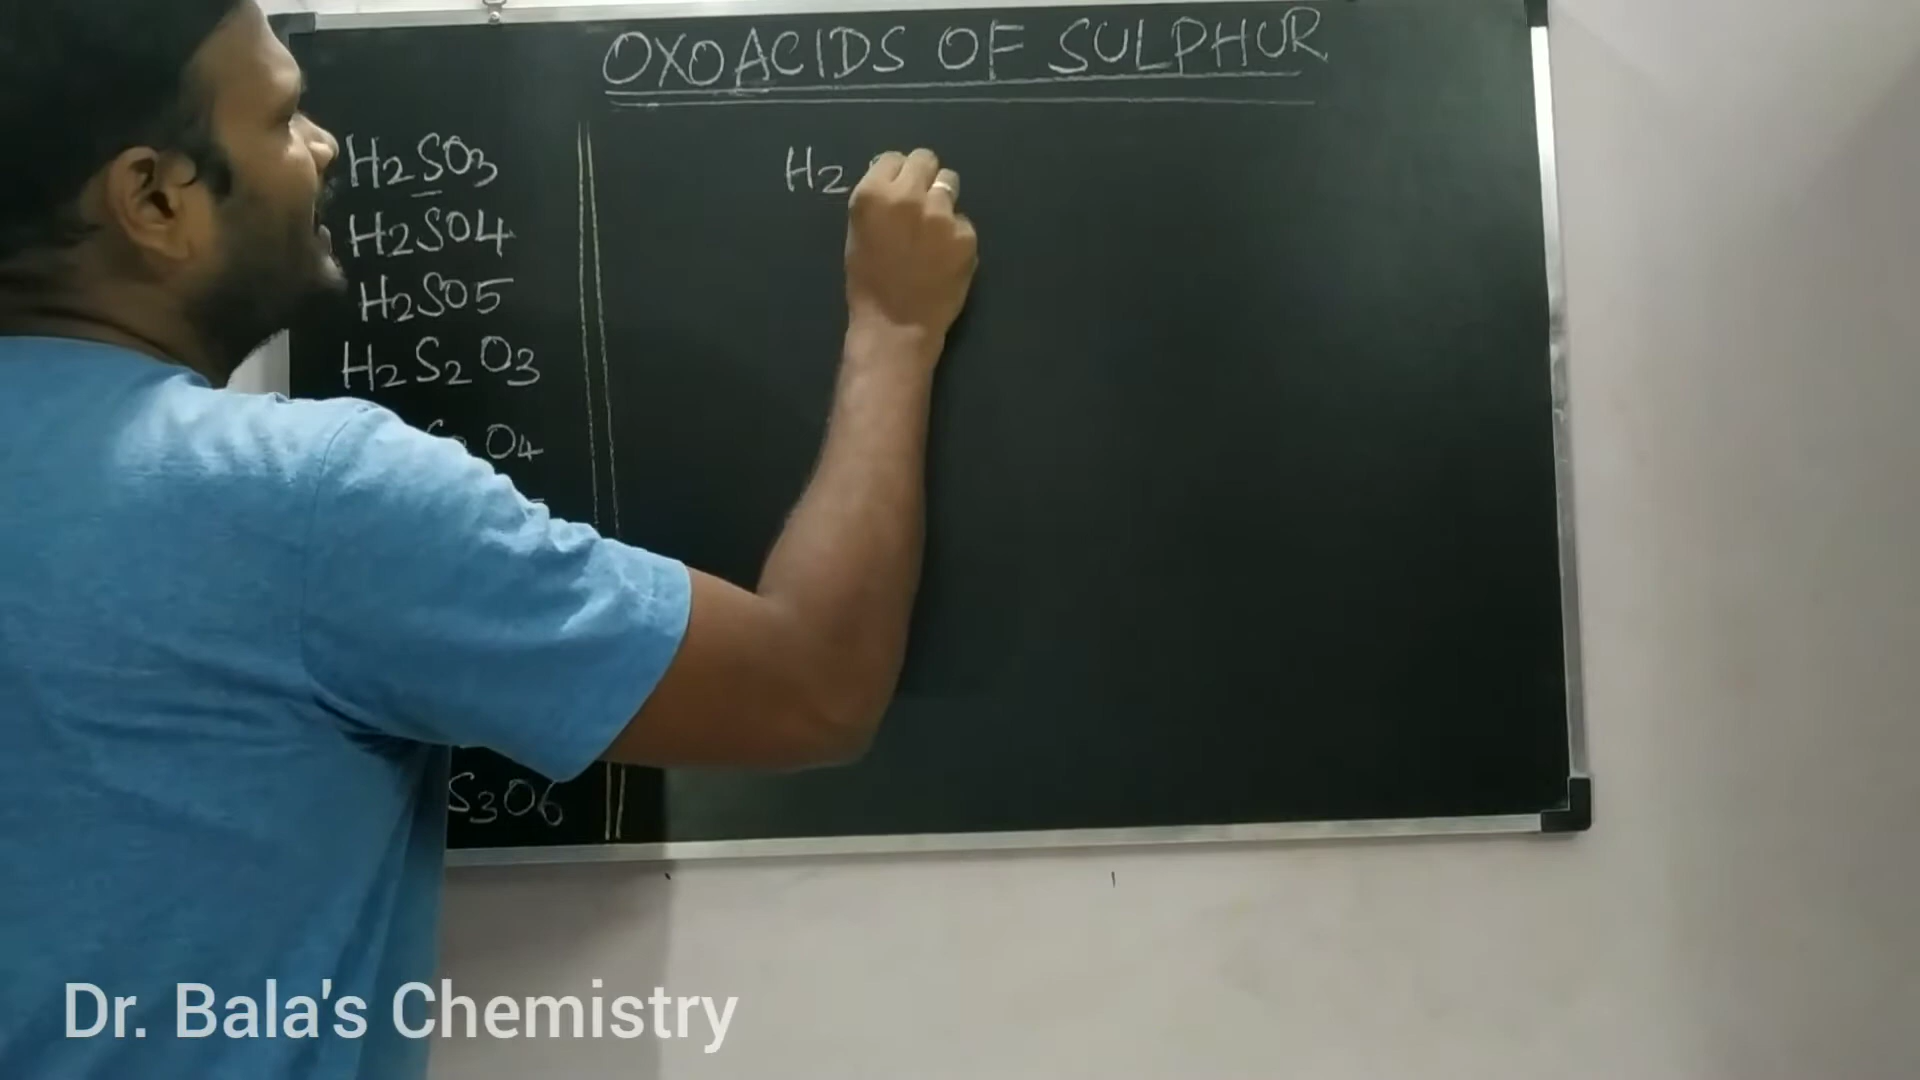 OXOACIDS OF SULPHUR
H2SO3
H2SO4
H2SO5
H2S2O3
O4
S3O6
H2
Dr. Bala's Chemistry